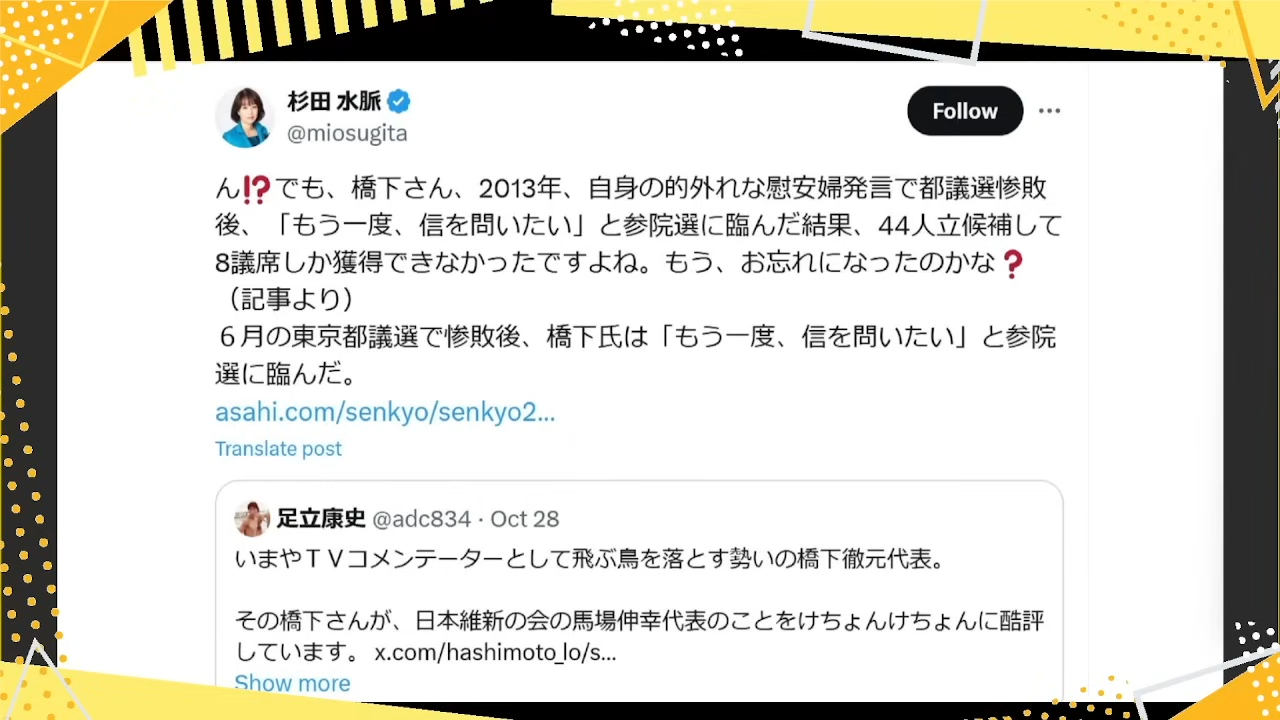 杉田 水脈
@miosugita
Follow
ん⁉でも、橋下さん、2013年、自身の的外れな慰安婦発言で都議選惨敗
後、「もう一度、信を問いたい」と参院選に臨んだ結果、44人立候補して
8議席しか獲得できなかったですよね。もう、お忘れになったのかな❓
（記事より）
６月の東京都議選で惨敗後、橋下氏は「もう一度、信を問いたい」と参院
選に臨んだ。
asahi.com/senkyo/senkyo2...
Translate post
足立康史 @adc834 · Oct 28
いまやＴＶコメンテーターとして飛ぶ鳥を落とす勢いの橋下徹元代表。
その橋下さんが、日本維新の会の馬場伸幸代表のことをけちょんけちょんに酷評
しています。 x.com/hashimoto_lo/s...
Show more